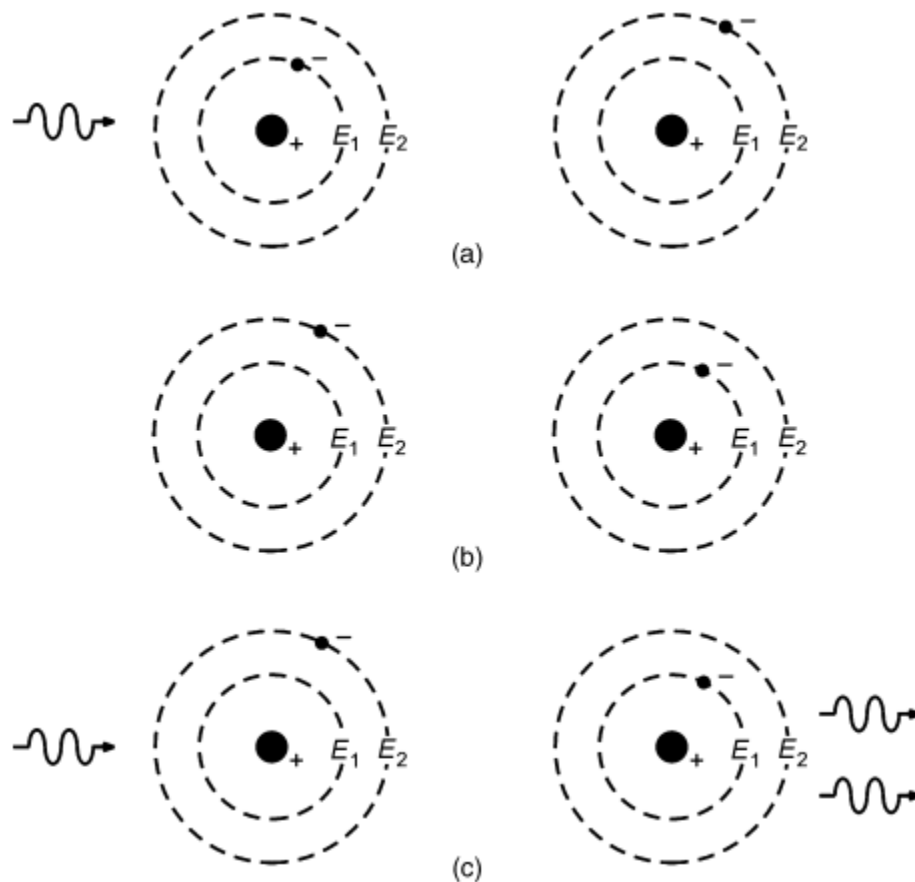 − −
+ E₁ E₂ + E₁ E₂
(a)
− −
+ E₁ E₂ + E₁ E₂
(b)
− −
+ E₁ E₂ + E₁ E₂
(c)